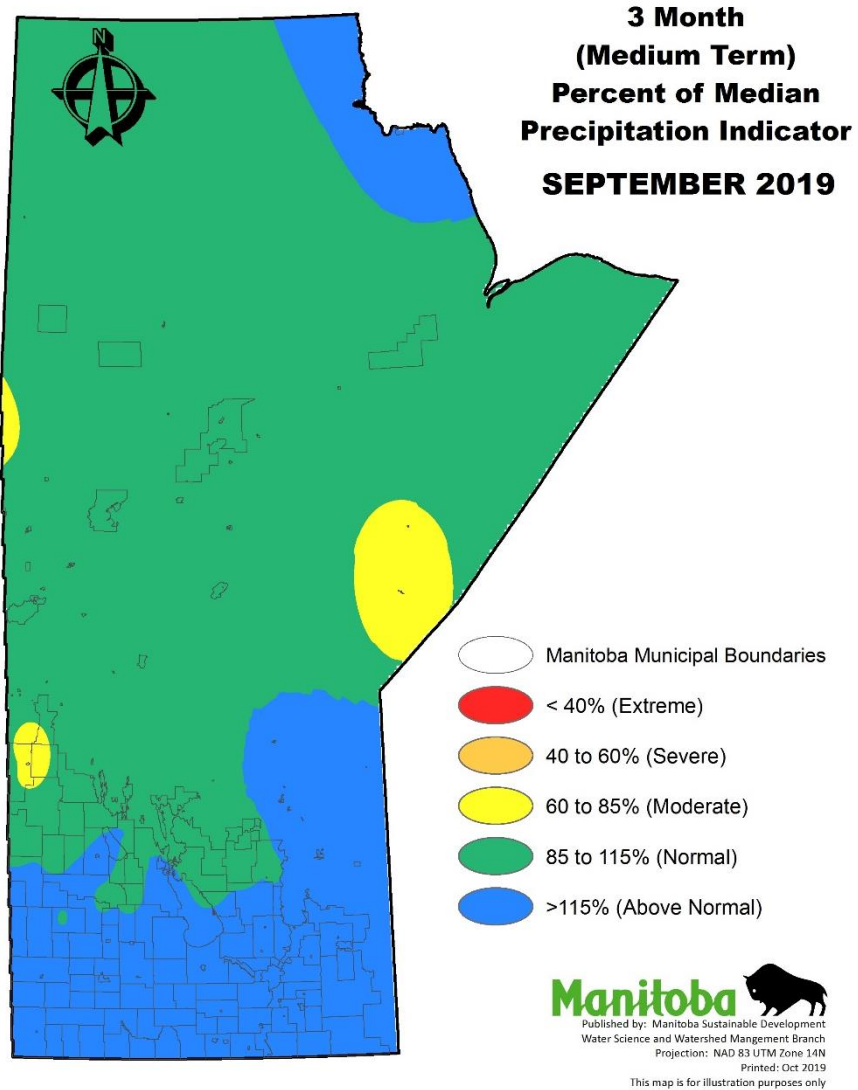 3 Month
(Medium Term)
Percent of Median
Precipitation Indicator
SEPTEMBER 2019
N
Manitoba Municipal Boundaries
< 40% (Extreme)
40 to 60% (Severe)
60 to 85% (Moderate)
85 to 115% (Normal)
>115% (Above Normal)
Manitoba
Published by: Manitoba Sustainable Development
Water Science and Watershed Mangement Branch
Projection: NAD 83 UTM Zone 14N
Printed: Oct 2019
This map is for illustration purposes only